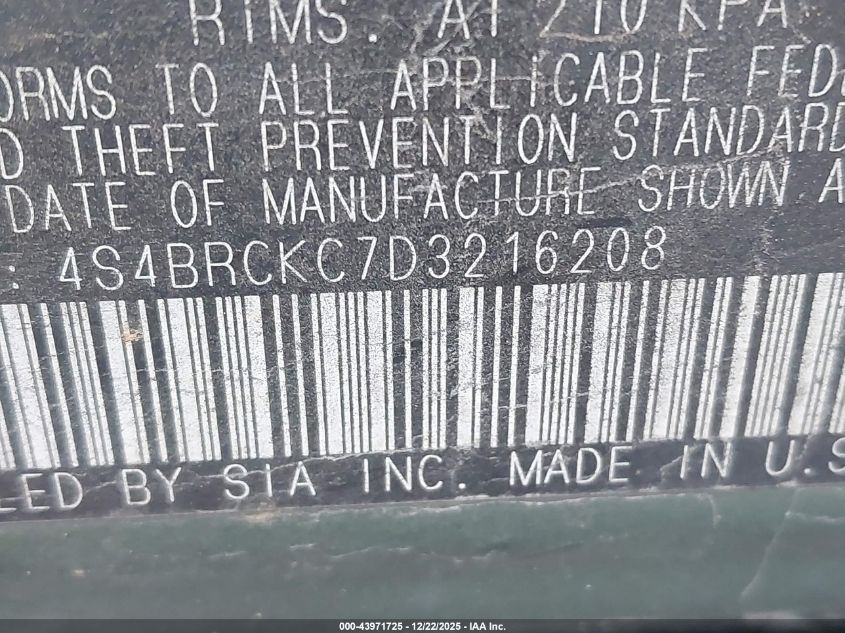 RIMS. AT 210 KPA
ORMS TO ALL APPLICABLE FED
D THEFT PREVENTION STANDARD
DATE OF MANUFACTURE SHOWN A
: 4S4BRCKC7D3216208
LED BY SIA INC. MADE IN U.S
000-43971725 - 12/22/2025 - IAA Inc.